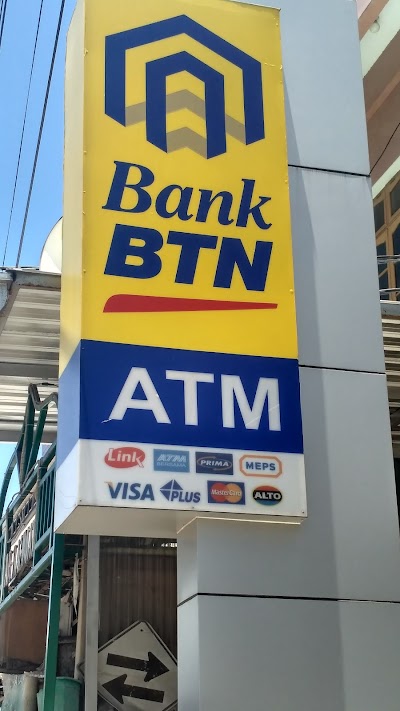 Bank
BTN
ATM
Link ATM BERSAMA PRIMA MEPS
VISA PLUS MasterCard ALTO